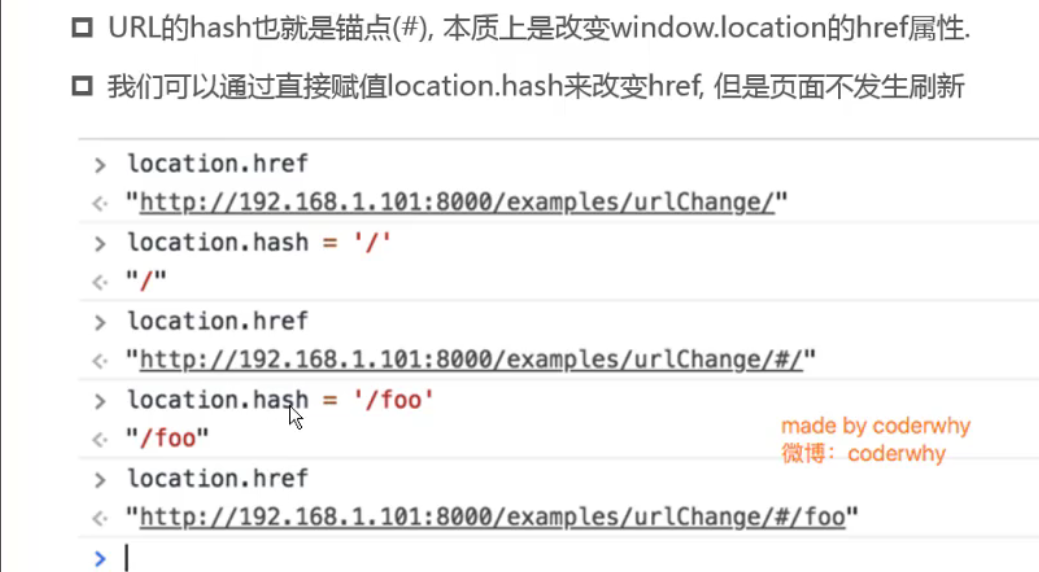 URL的hash也就是锚点(#), 本质上是改变window.location的href属性.
我们可以通过直接赋值location.hash来改变href, 但是页面不发生刷新
> location.href
<· "http://192.168.1.101:8000/examples/urlChange/"
> location.hash = '/'
<· "/"
> location.href
<· "http://192.168.1.101:8000/examples/urlChange/#/"
> location.hash = '/foo'
<· "/foo"
made by coderwhy
微博：coderwhy
> location.href
<· "http://192.168.1.101:8000/examples/urlChange/#/foo"
>